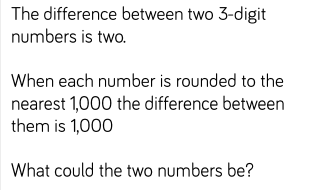 The difference between two 3-digit
numbers is two.
When each number is rounded to the
nearest 1,000 the difference between
them is 1,000
What could the two numbers be?